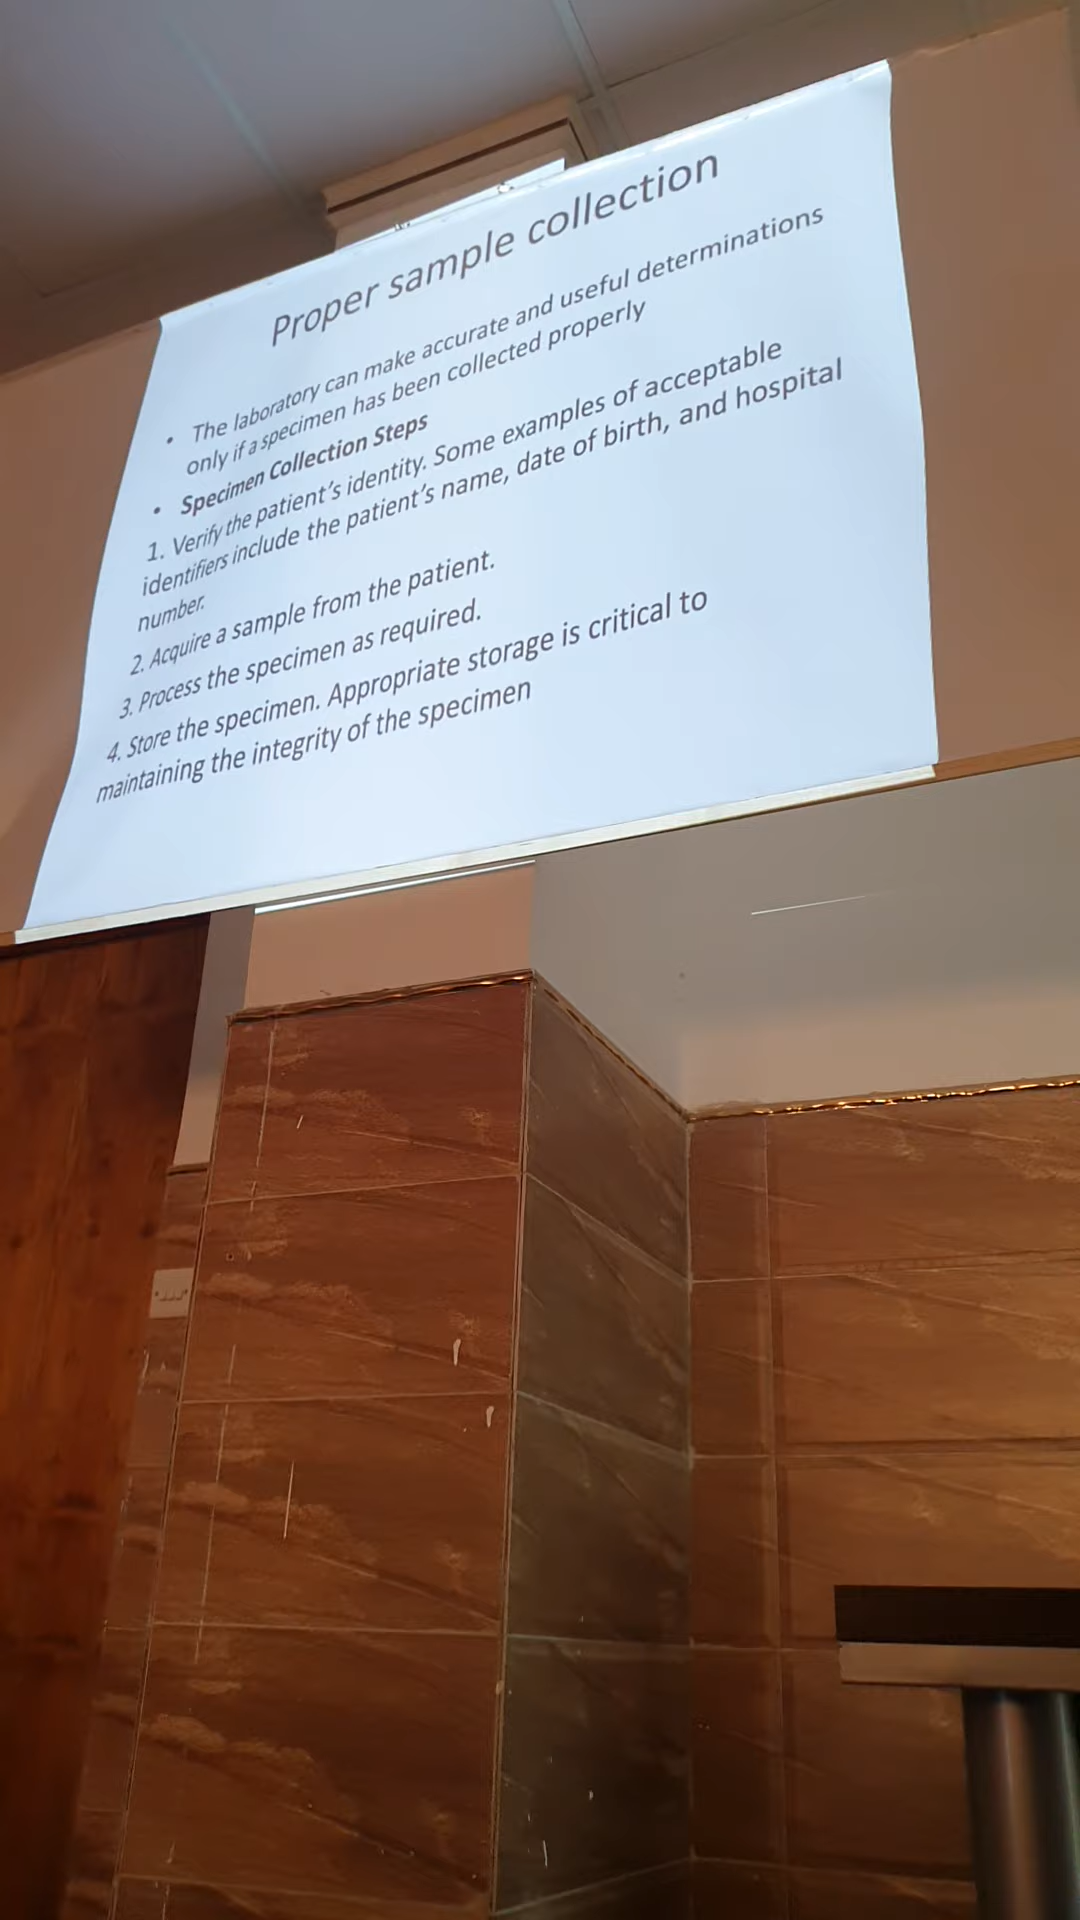 Proper sample collection
• The laboratory can make accurate and useful determinations
only if a specimen has been collected properly
• Specimen Collection Steps
1. Verify the patient's identity. Some examples of acceptable
identifiers include the patient's name, date of birth, and hospital
number.
2. Acquire a sample from the patient.
3. Process the specimen as required.
4. Store the specimen. Appropriate storage is critical to
maintaining the integrity of the specimen